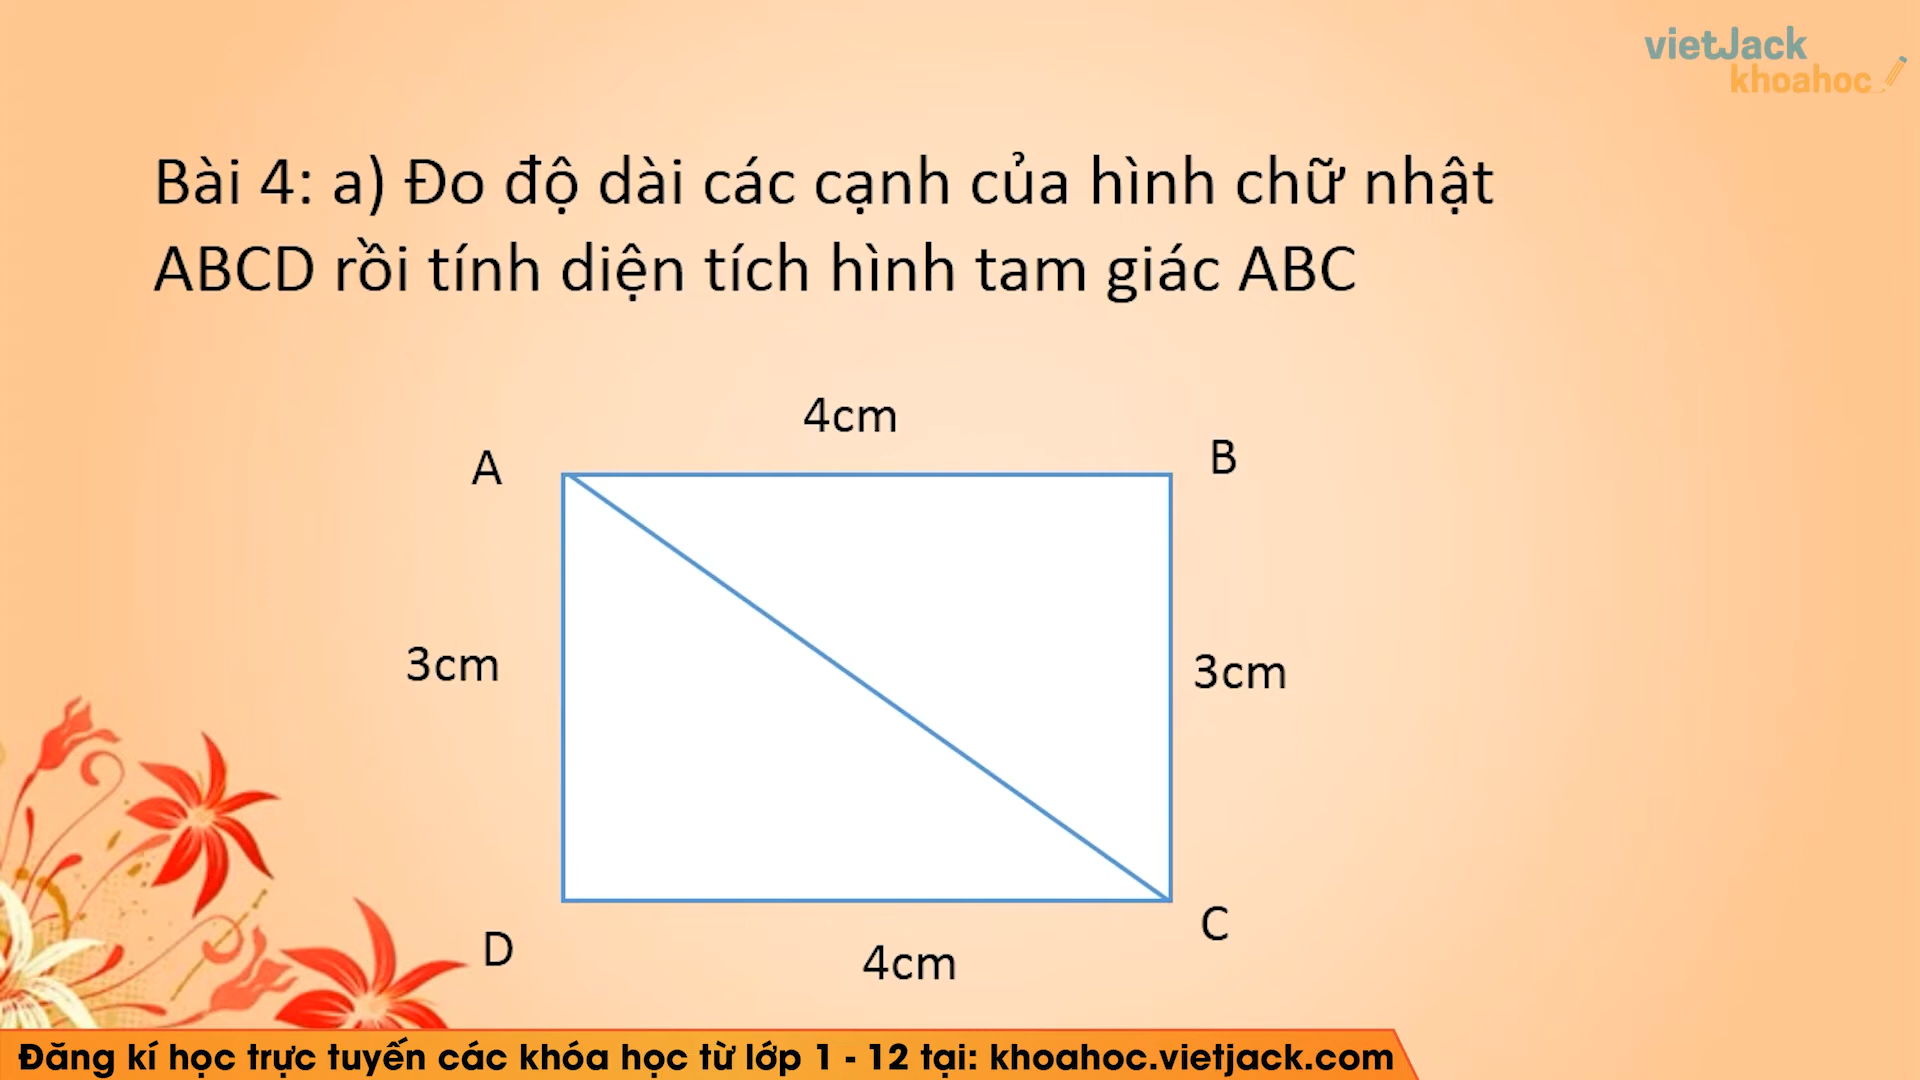 vietJack
khoahoc
Bài 4: a) Đo độ dài các cạnh của hình chữ nhật
ABCD rồi tính diện tích hình tam giác ABC
4cm
A
B
3cm
3cm
D
C
4cm
Đăng kí học trực tuyến các khóa học từ lớp 1 - 12 tại: khoahoc.vietjack.com